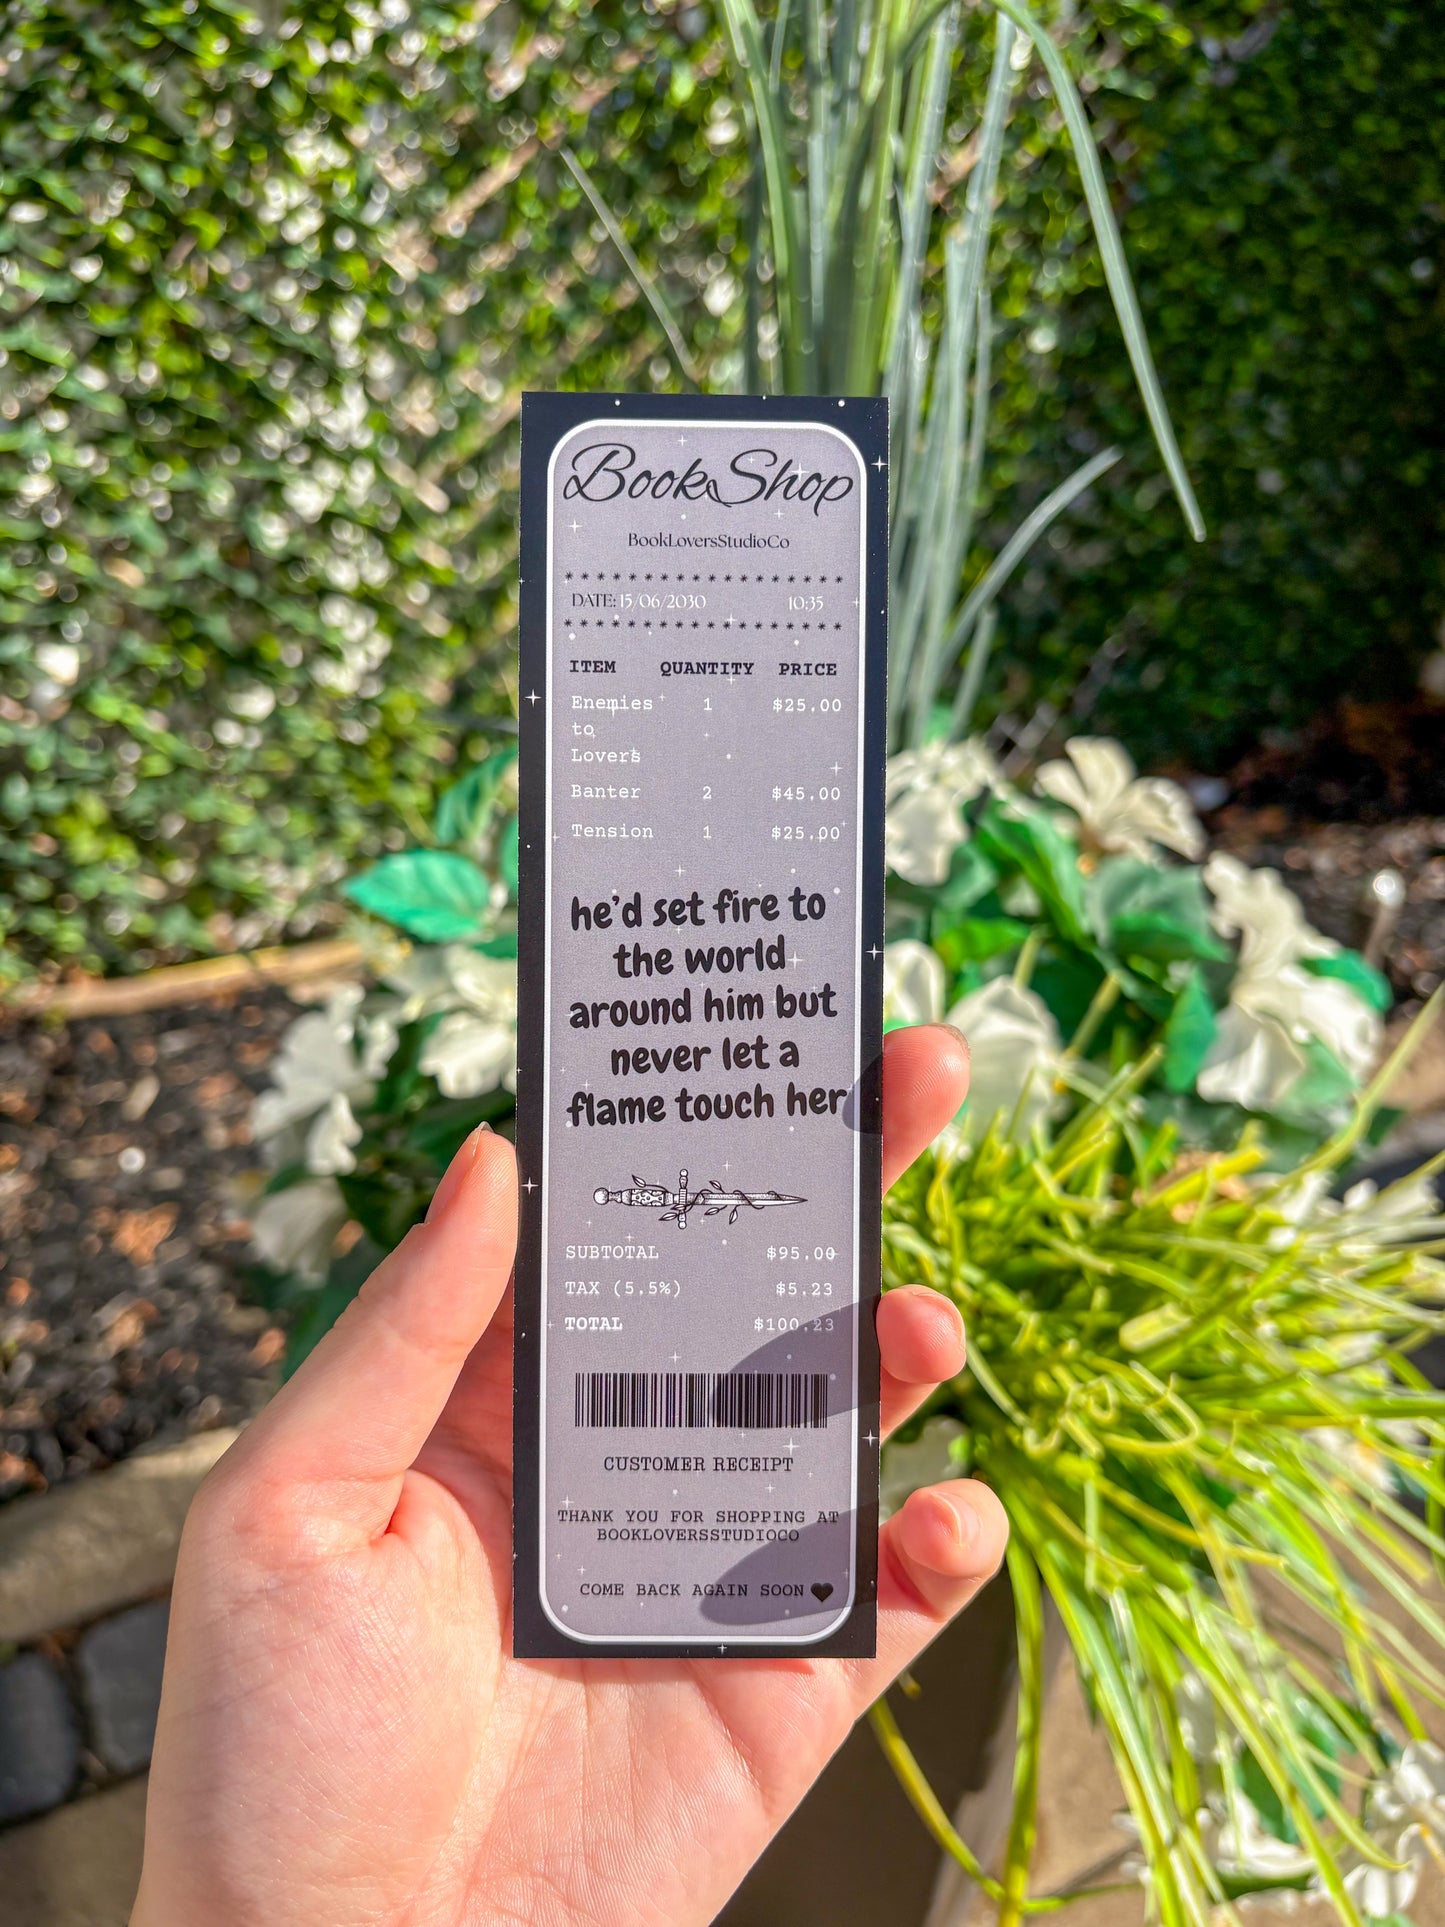 Book Shop
BookLoversStudioCo
* * * * * * * * * * * * * * * * * *
DATE: 15/06/2030 10:35
* * * * * * * * * * * * * * * * * *
ITEM QUANTITY PRICE
Enemies 1 $25.00
to
Lovers
Banter 2 $45.00
Tension 1 $25.00
he'd set fire to
the world
around him but
never let a
flame touch her
SUBTOTAL $95.00
TAX (5.5%) $5.23
TOTAL $100.23
CUSTOMER RECEIPT
THANK YOU FOR SHOPPING AT
BOOKLOVERSSTUDIOCO
COME BACK AGAIN SOON🖤